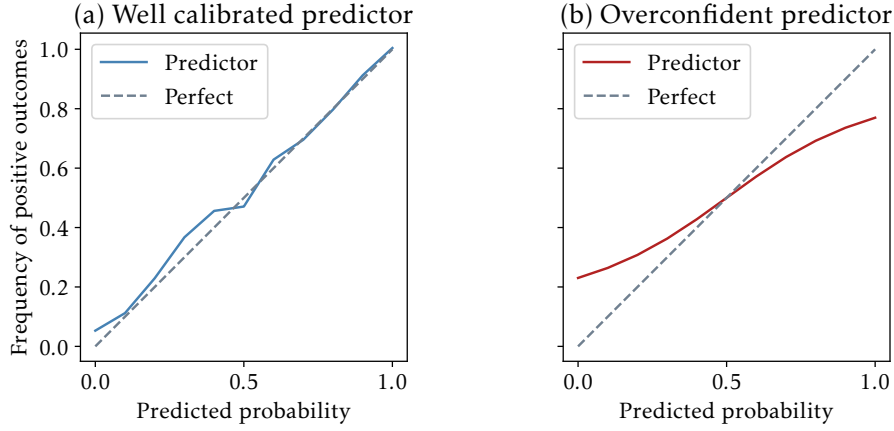 (a) Well calibrated predictor
Frequency of positive outcomes
1.0
0.8
0.6
0.4
0.2
0.0
Predictor
Perfect
0.0 0.5 1.0
Predicted probability
(b) Overconfident predictor
Predictor
Perfect
0.0 0.5 1.0
Predicted probability